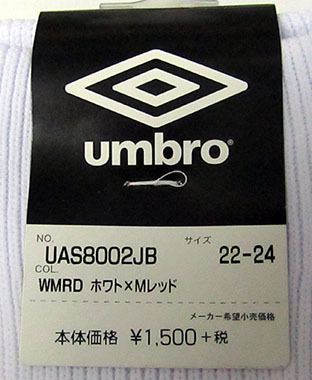 umbro®
NO. サイズ
UAS8002JB 22-24
COL.
WMRD ホワト×Mレッド
メーカー希望小売価格
本体価格 ¥1,500+税